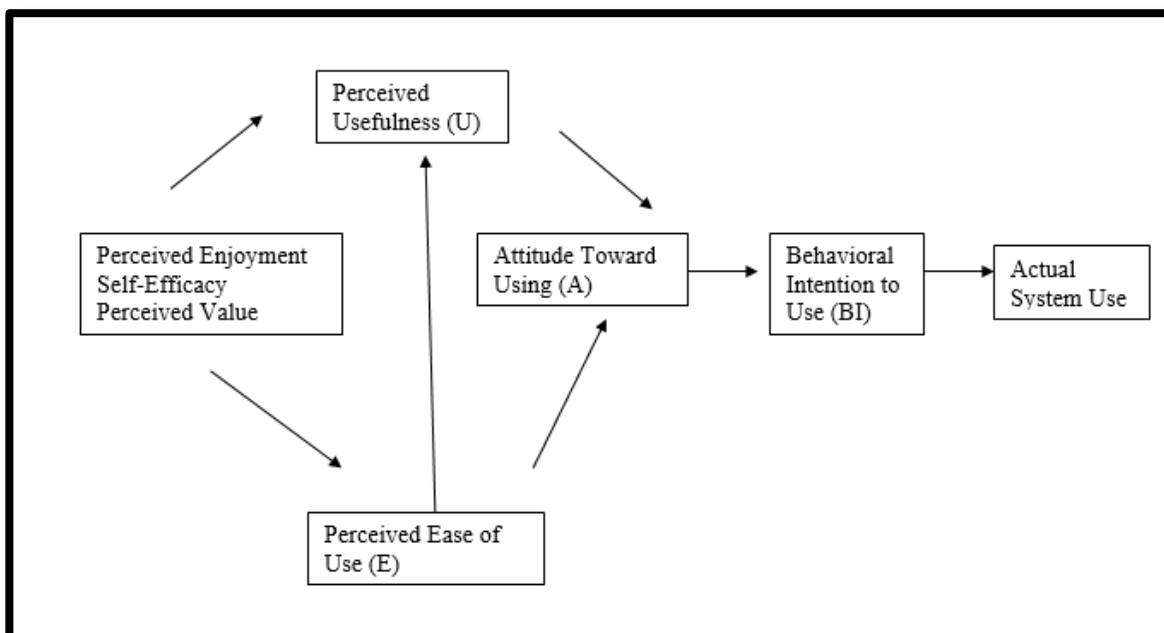 Perceived
Usefulness (U)
Perceived Enjoyment
Self-Efficacy
Perceived Value
Attitude Toward
Using (A)
Behavioral
Intention to
Use (BI)
Actual
System Use
Perceived Ease of
Use (E)